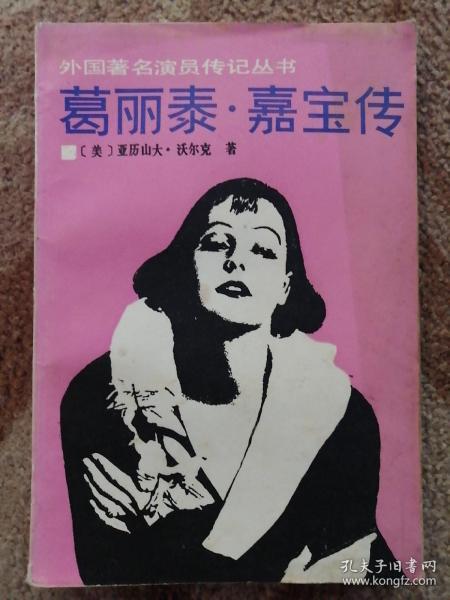 外国著名演员传记丛书
葛丽泰·嘉宝传
〔美〕亚历山大·沃尔克 著
孔夫子旧书网
www.kongfz.com